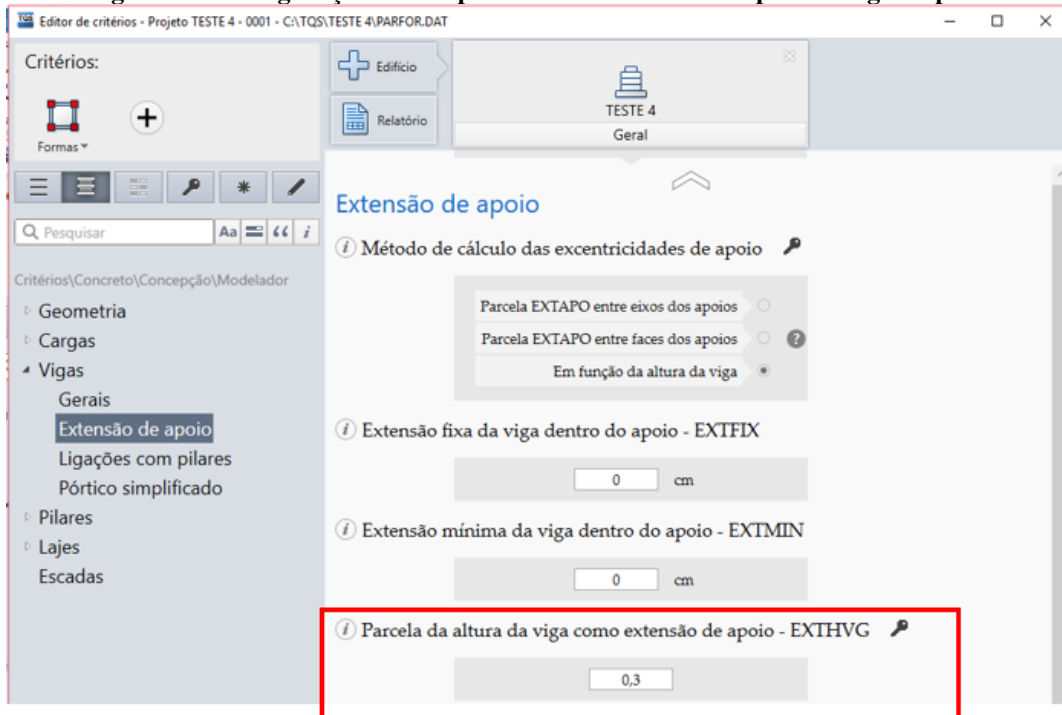 Editor de critérios - Projeto TESTE 4 - 0001 - C:\TQS\TESTE 4\PARFOR.DAT
Critérios:
Formas
Edifício
Relatório
TESTE 4
Geral
Pesquisar
Aa
i
Critérios\Concreto\Concepção\Modelador
Geometria
Cargas
Vigas
Gerais
Extensão de apoio
Ligações com pilares
Pórtico simplificado
Pilares
Lajes
Escadas
Extensão de apoio
i Método de cálculo das excentricidades de apoio
Parcela EXTAPO entre eixos dos apoios
Parcela EXTAPO entre faces dos apoios ?
Em função da altura da viga
i Extensão fixa da viga dentro do apoio - EXTFIX
0 cm
i Extensão mínima da viga dentro do apoio - EXTMIN
0 cm
i Parcela da altura da viga como extensão de apoio - EXTHVG
0,3